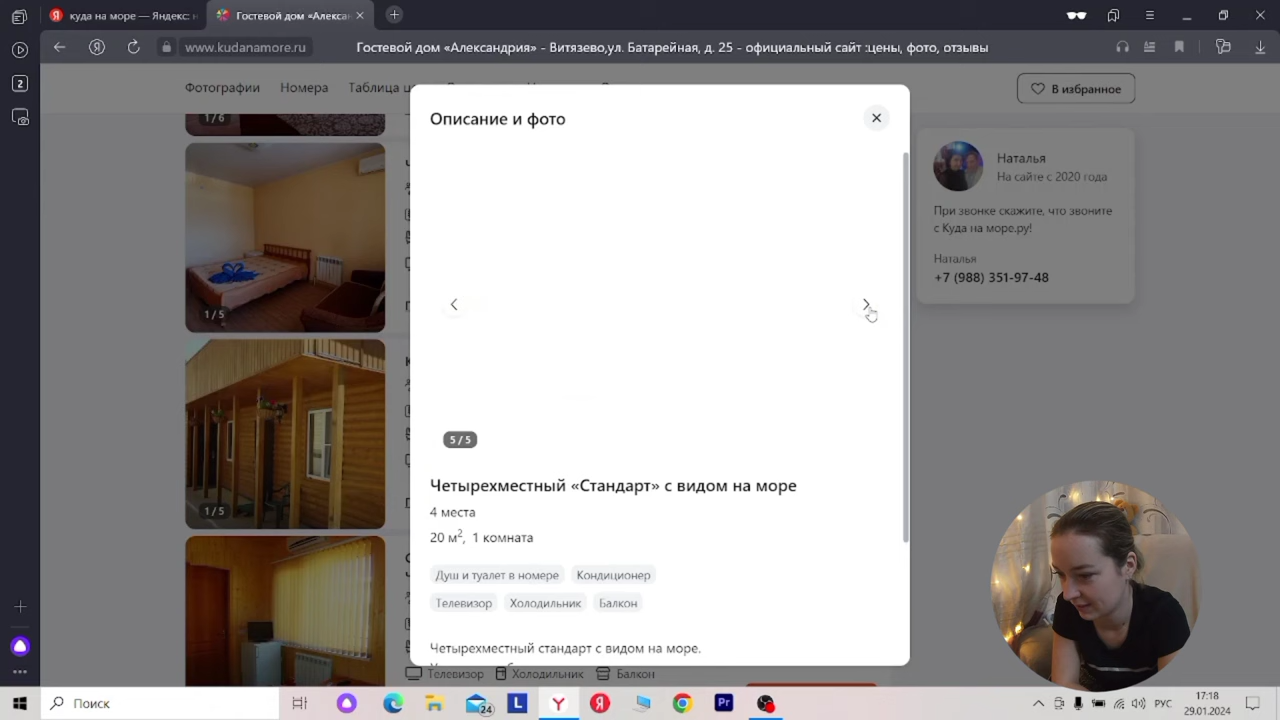 куда на море — Яндекс: н
Гостевой дом «Алекса
www.kudanamore.ru
Гостевой дом «Александрия» - Витязево,ул. Батарейная, д. 25 - официальный сайт :цены, фото, отзывы
2
Фотографии
Номера
Таблица
В избранное
1/6
Описание и фото
Наталья
На сайте с 2020 года
При звонке скажите, что звоните
с Куда на море.ру!
Наталья
+7 (988) 351-97-48
1/5
5/5
Четырехместный «Стандарт» с видом на море
4 места
1/5
20 м², 1 комната
Душ и туалет в номере
Кондиционер
Телевизор
Холодильник
Балкон
Четырехместный стандарт с видом на море.
Телевизор
Холодильник
Балкон
Поиск
24
L
Y
Я
Pr
РУС
17:18
29.01.2024